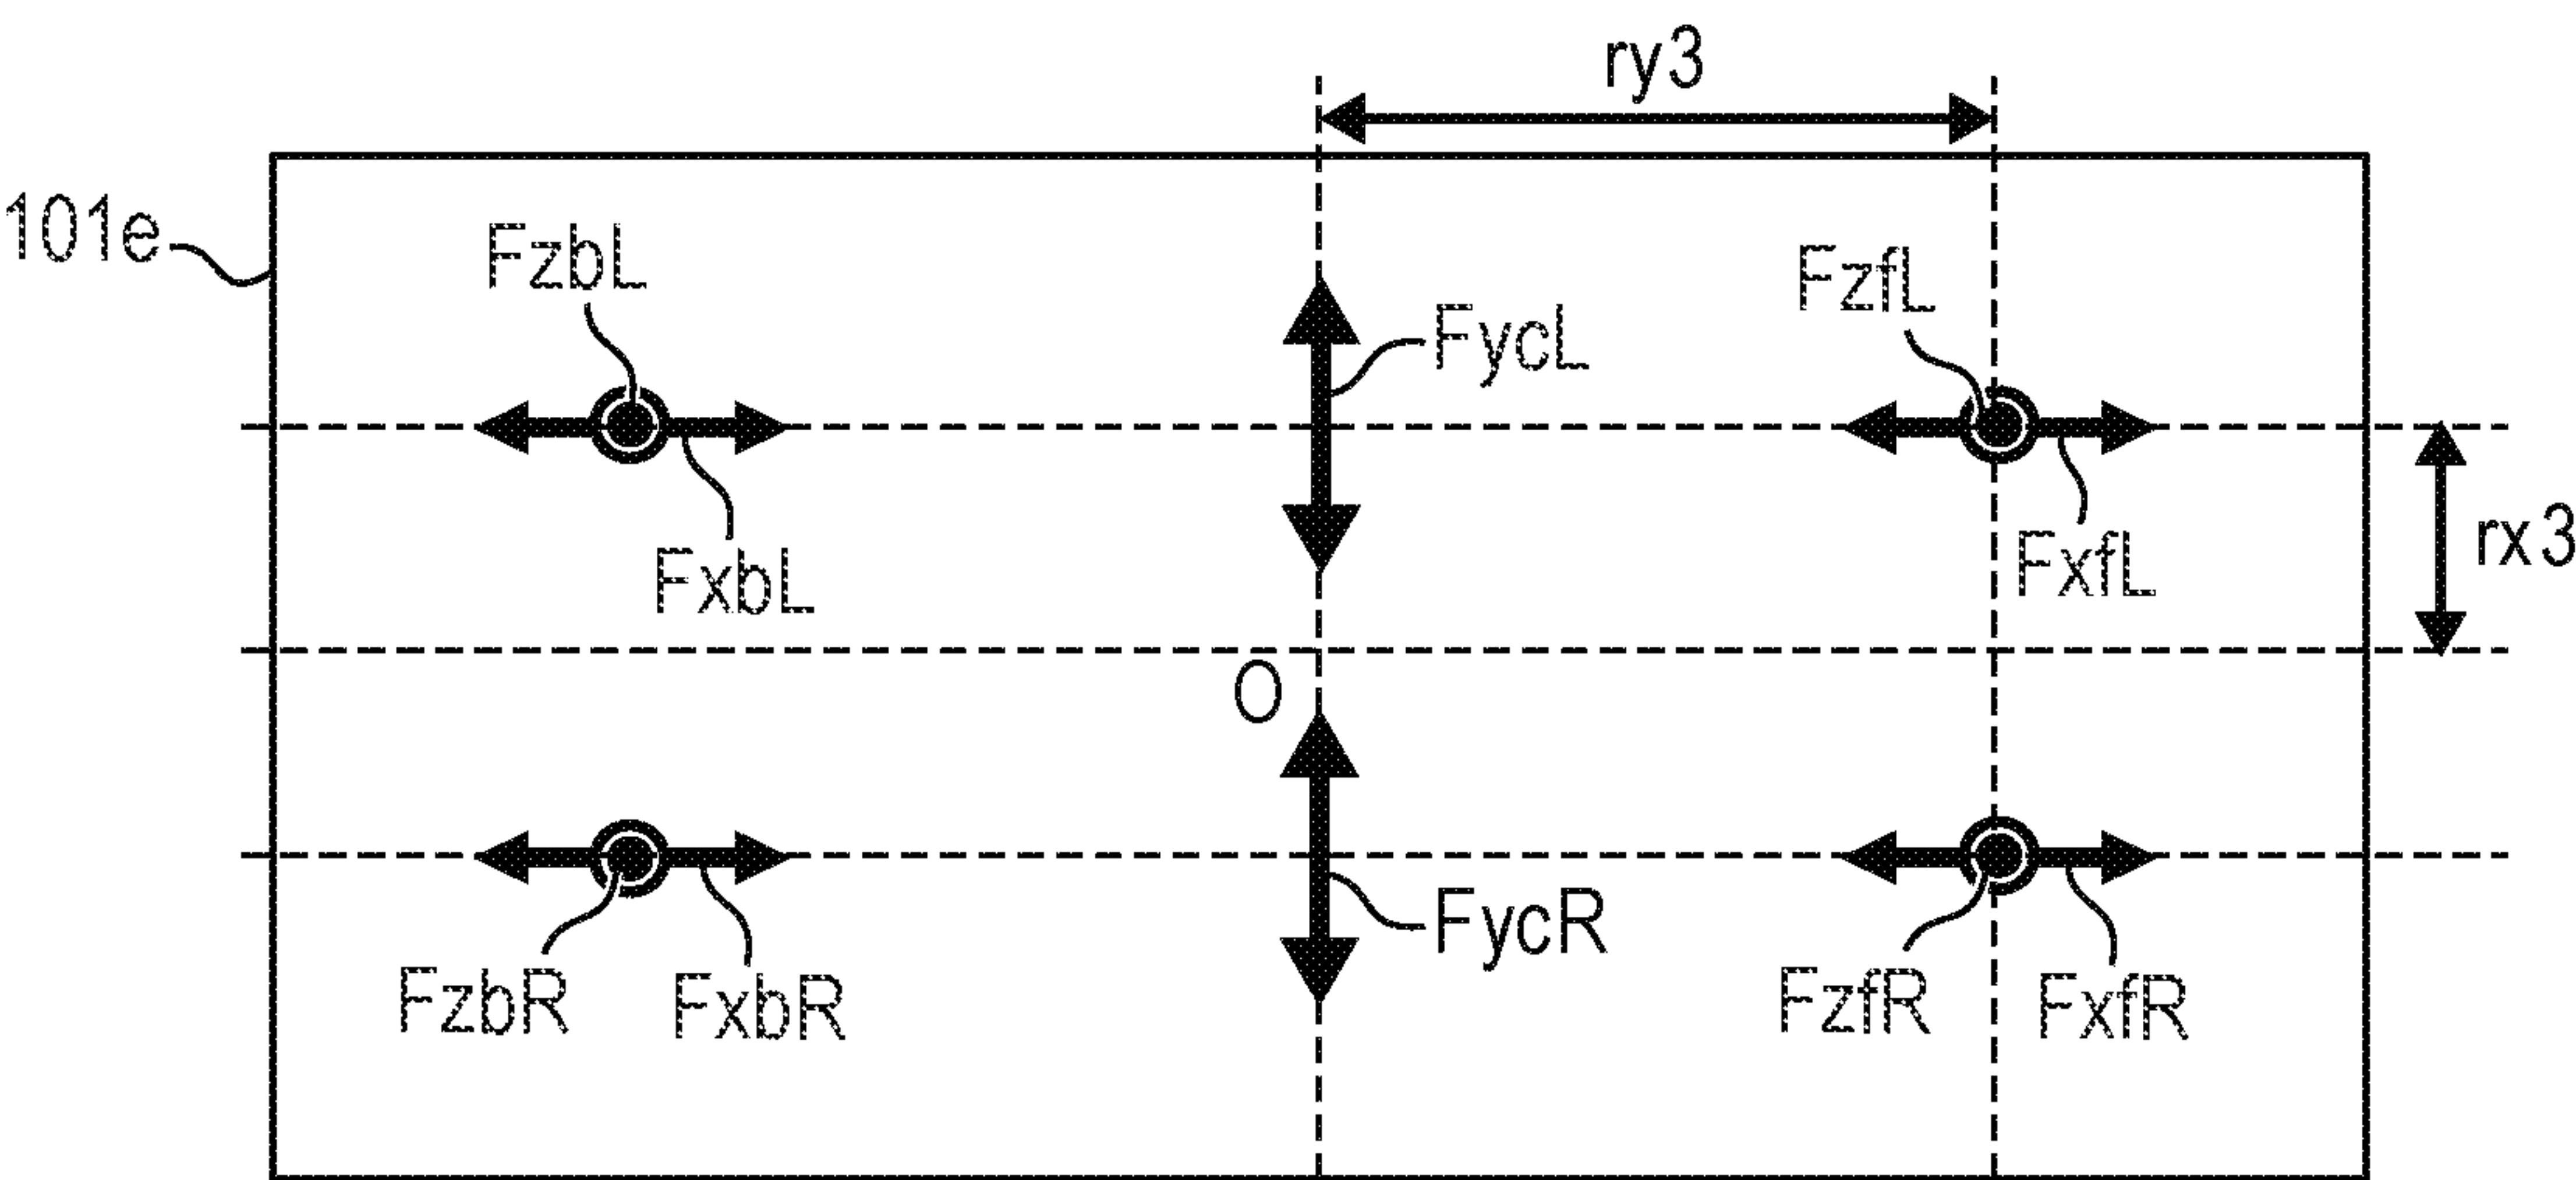 ry3
101e
FzbL
FzfL
FycL
rx3
FxbL
FxfL
O
FycR
FzbR
FxbR
FzfR
FxfR